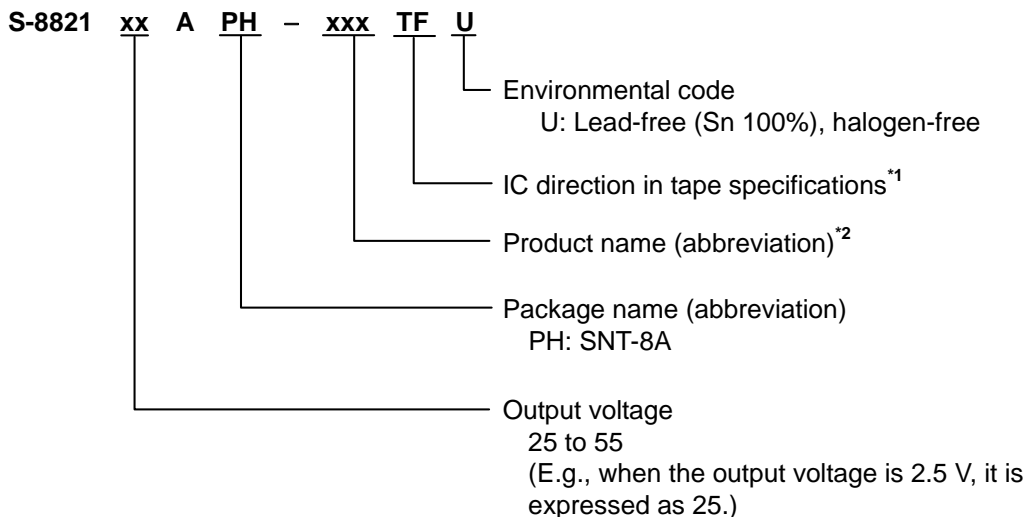 S-8821 xx A PH – xxx TF U
Environmental code
U: Lead-free (Sn 100%), halogen-free
IC direction in tape specifications*1
Product name (abbreviation)*2
Package name (abbreviation)
PH: SNT-8A
Output voltage
25 to 55
(E.g., when the output voltage is 2.5 V, it is
expressed as 25.)